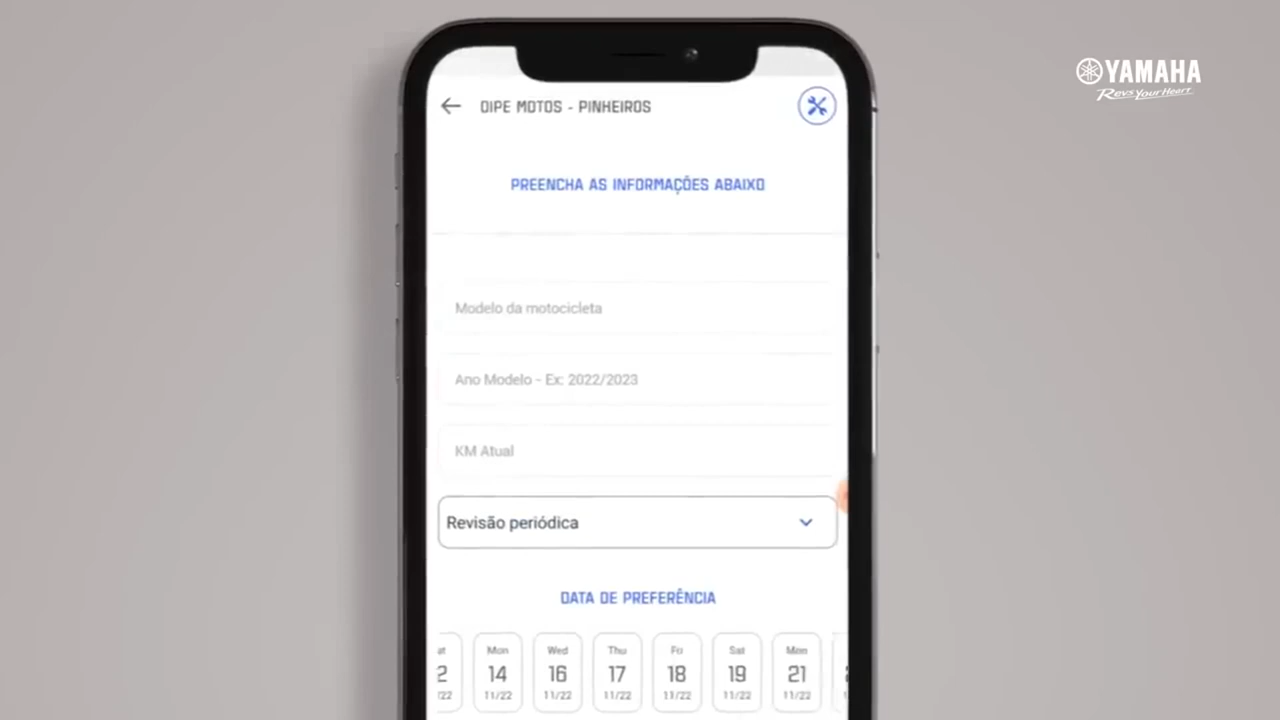 YAMAHA
Revs Your Heart
DIPE MOTOS - PINHEIROS
PREENCHA AS INFORMAÇÕES ABAIXO
Modelo da motocicleta
Ano Modelo - Ex: 2022/2023
KM Atual
Revisão periódica
DATA DE PREFERÊNCIA
Mon Wed Thu Fri Sat Mon
14 16 17 18 19 21
11/22 11/22 11/22 11/22 11/22 11/22